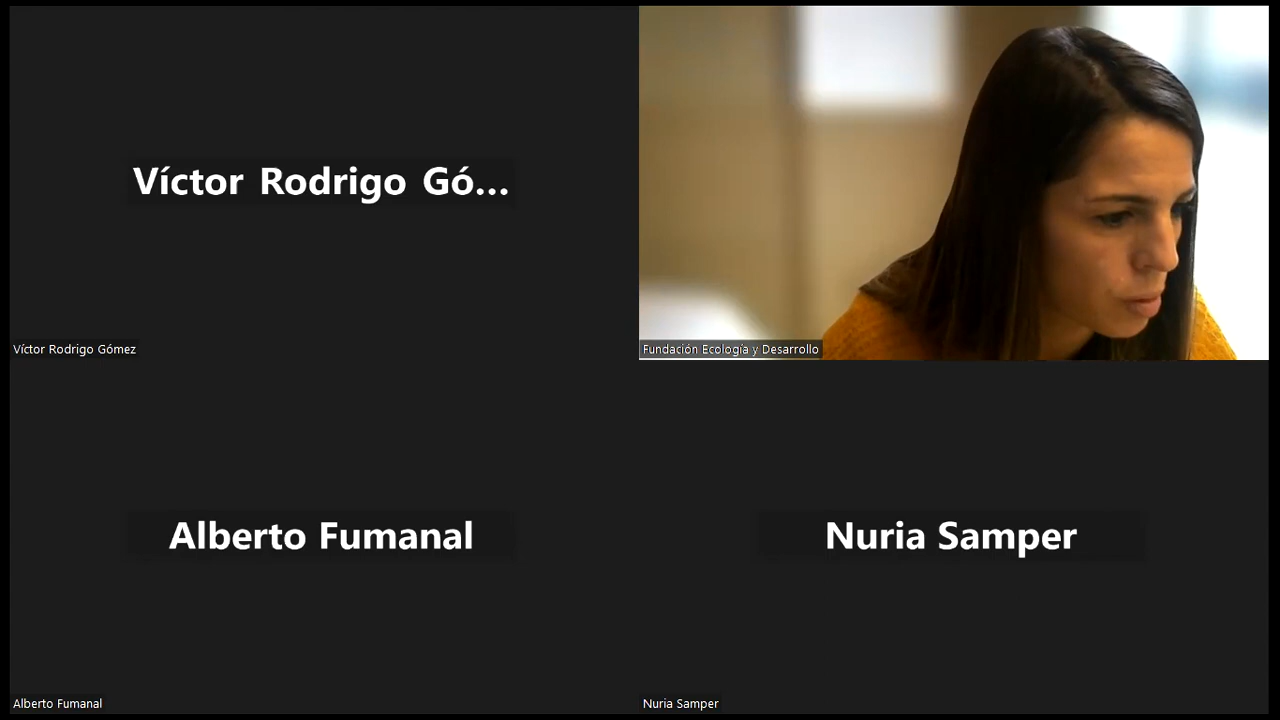 Víctor Rodrigo Gó...
Víctor Rodrigo Gómez
Fundación Ecología y Desarrollo
Alberto Fumanal
Nuria Samper
Alberto Fumanal
Nuria Samper